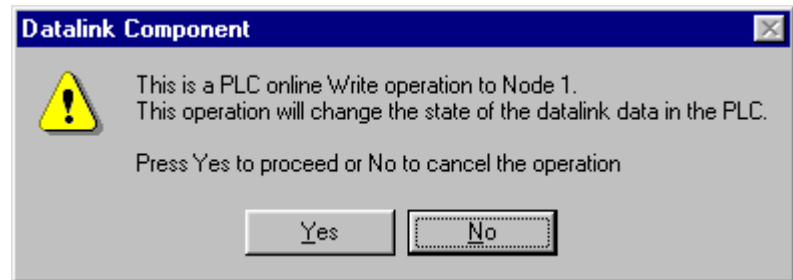 Datalink Component
This is a PLC online Write operation to Node 1.
This operation will change the state of the datalink data in the PLC.
Press Yes to proceed or No to cancel the operation
Yes
No